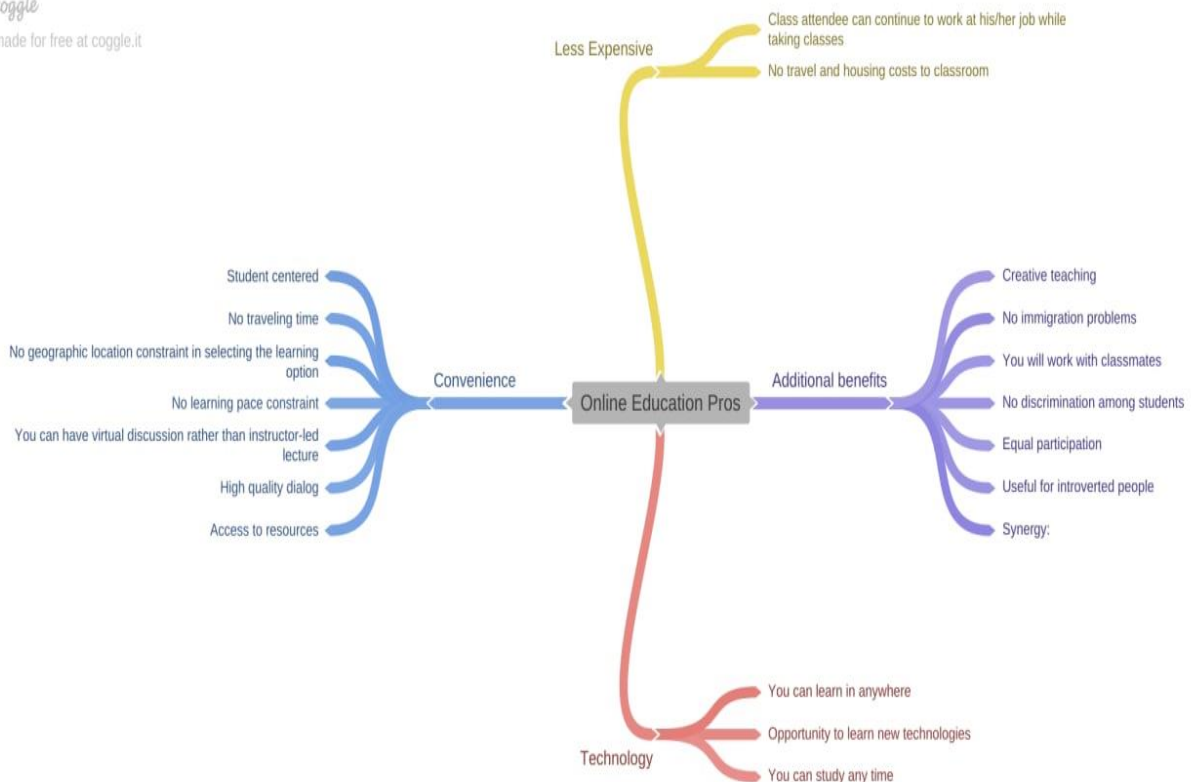 made for free at coggle.it
Less Expensive
Class attendee can continue to work at his/her job while
taking classes
No travel and housing costs to classroom
Student centered
No traveling time
No geographic location constraint in selecting the learning
option
No learning pace constraint
You can have virtual discussion rather than instructor-led
lecture
High quality dialog
Access to resources
Convenience
Online Education Pros
Additional benefits
Creative teaching
No immigration problems
You will work with classmates
No discrimination among students
Equal participation
Useful for introverted people
Synergy:
Technology
You can learn in anywhere
Opportunity to learn new technologies
You can study any time